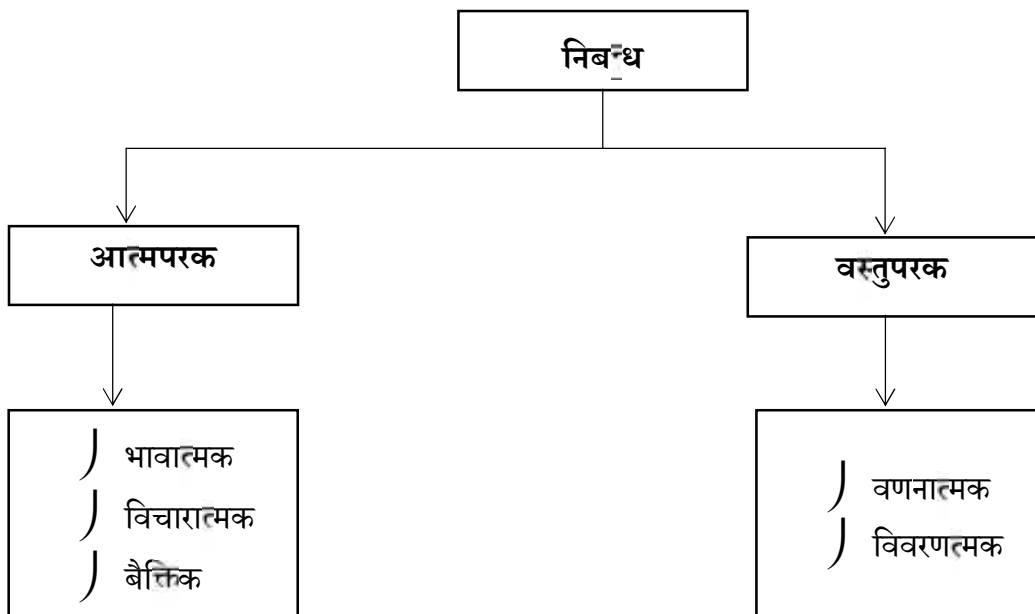 निबन्ध
आत्मपरक
वस्तुपरक
भावात्मक
विचारात्मक
बैक्तिक
वणनात्मक
विवरणत्मक